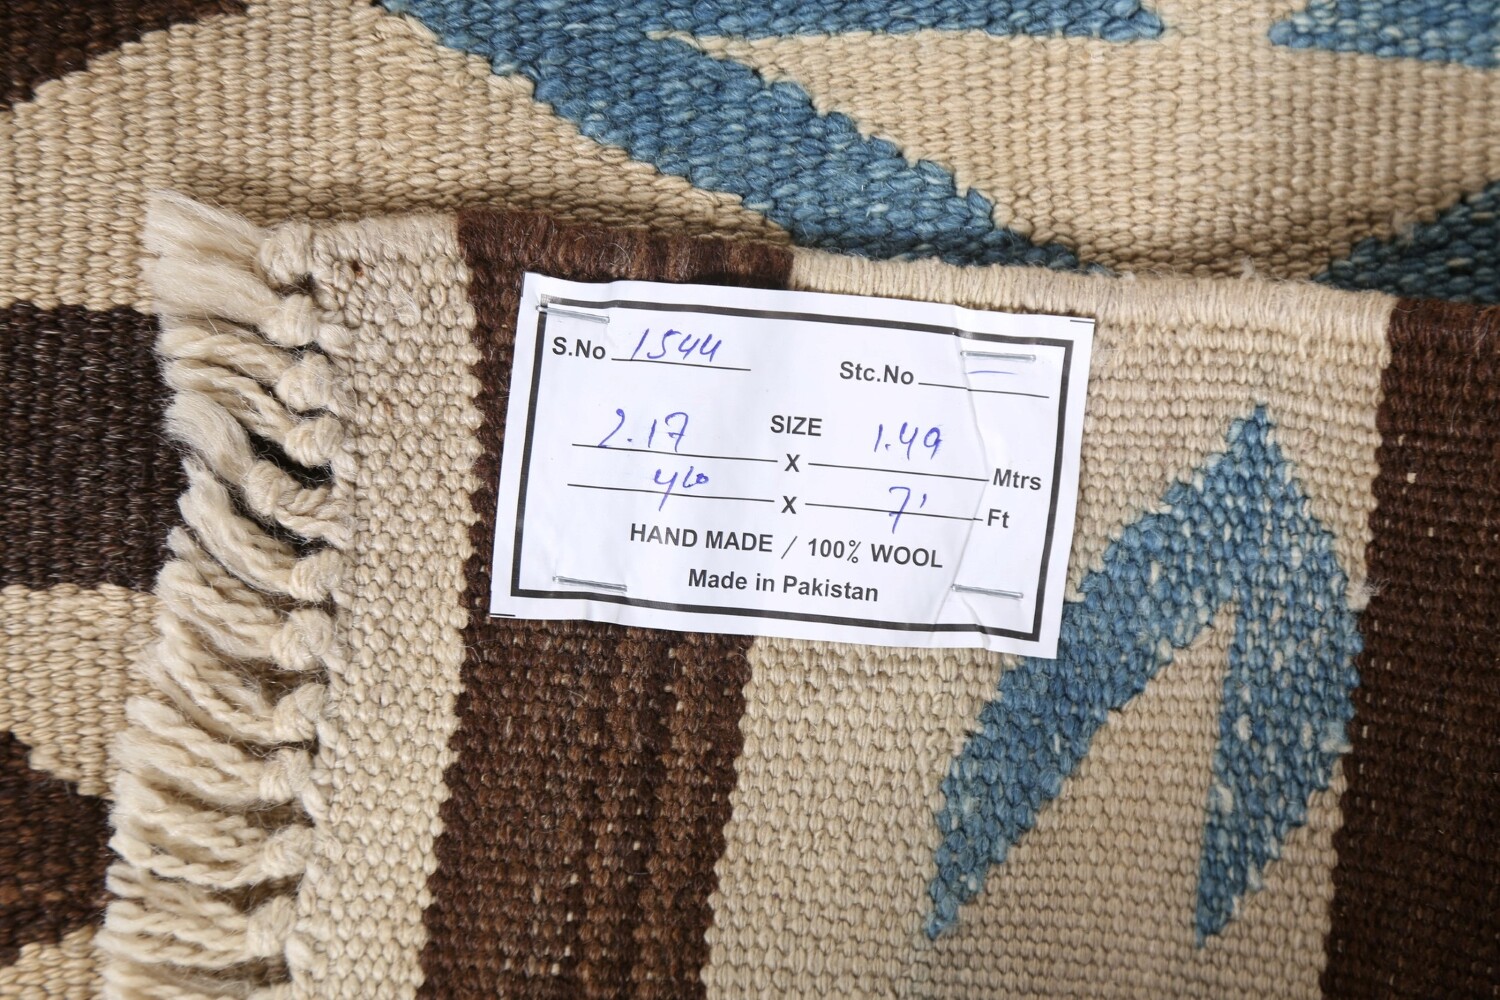 S.No 1544
Stc.No —
SIZE
2.17 X 1.49 Mtrs
X 7' Ft
HAND MADE / 100% WOOL
Made in Pakistan